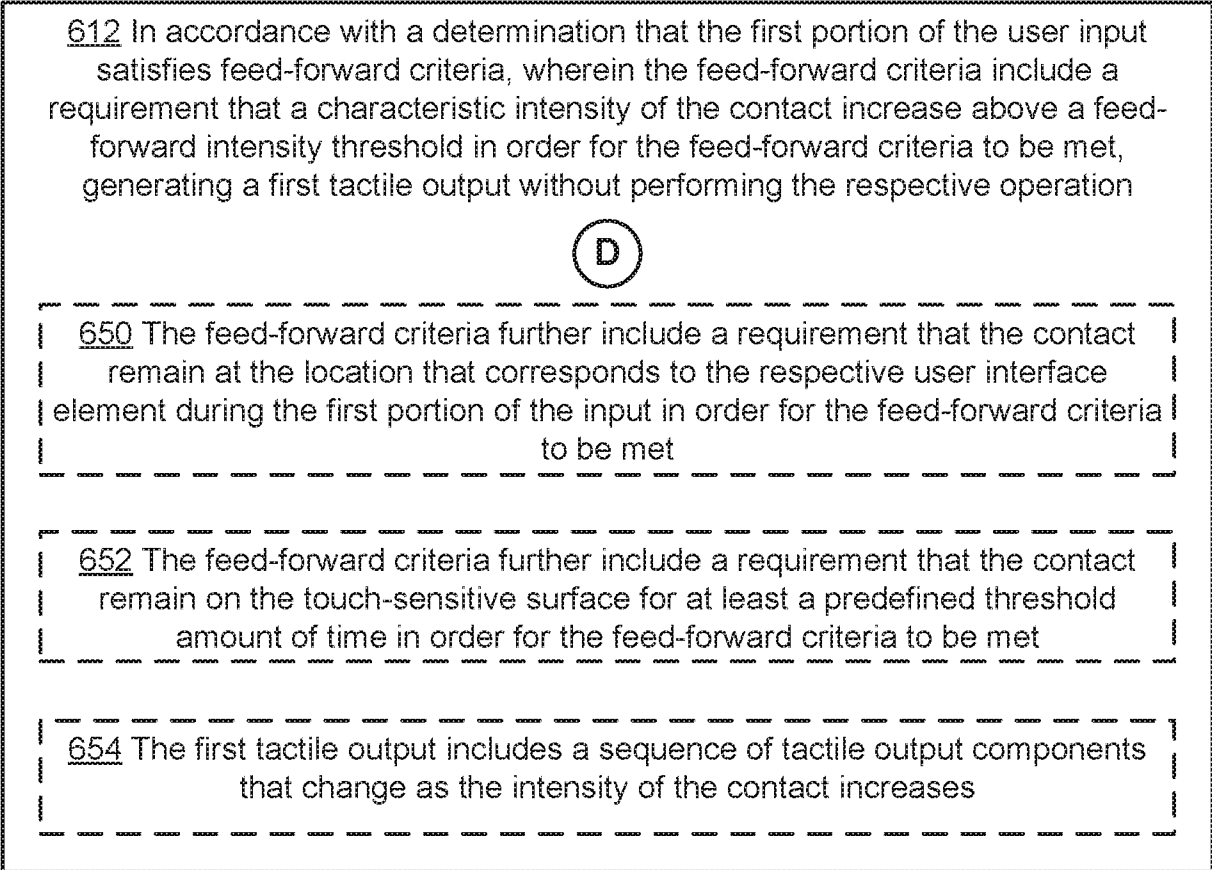 612 In accordance with a determination that the first portion of the user input
satisfies feed-forward criteria, wherein the feed-forward criteria include a
requirement that a characteristic intensity of the contact increase above a feed-
forward intensity threshold in order for the feed-forward criteria to be met,
generating a first tactile output without performing the respective operation
D
650 The feed-forward criteria further include a requirement that the contact
remain at the location that corresponds to the respective user interface
element during the first portion of the input in order for the feed-forward criteria
to be met
652 The feed-forward criteria further include a requirement that the contact
remain on the touch-sensitive surface for at least a predefined threshold
amount of time in order for the feed-forward criteria to be met
654 The first tactile output includes a sequence of tactile output components
that change as the intensity of the contact increases